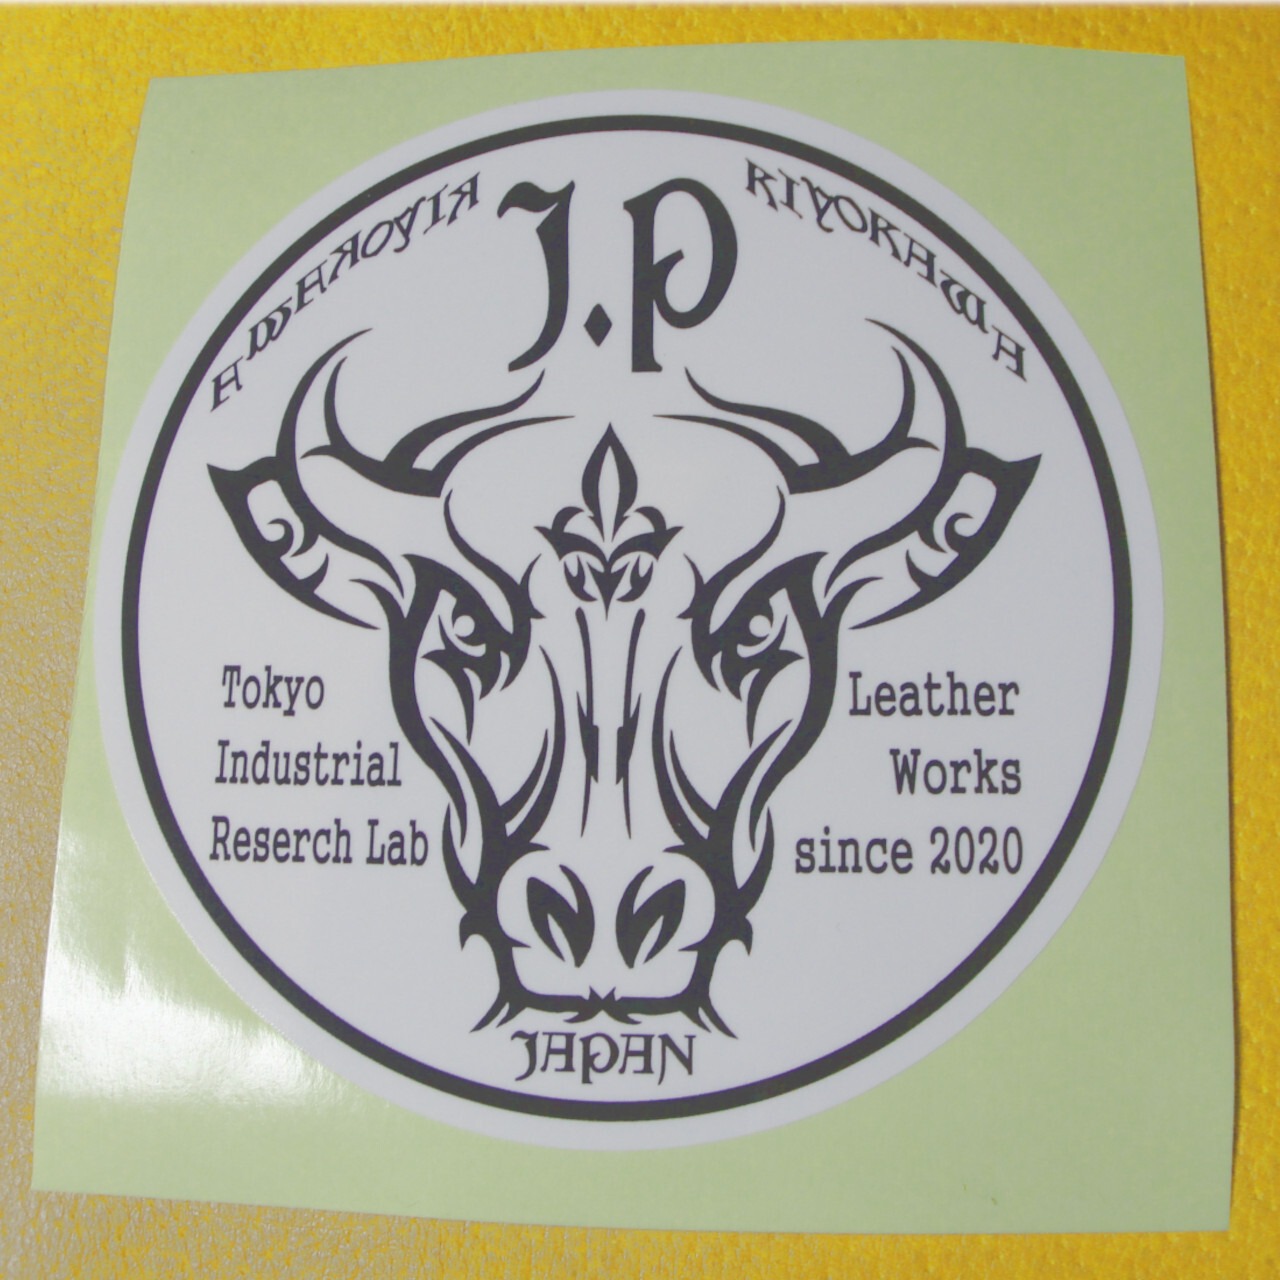 KIYOKAWA
J.P
KIYOKAWA
Tokyo
Industrial
Reserch Lab
Leather
Works
since 2020
JAPAN